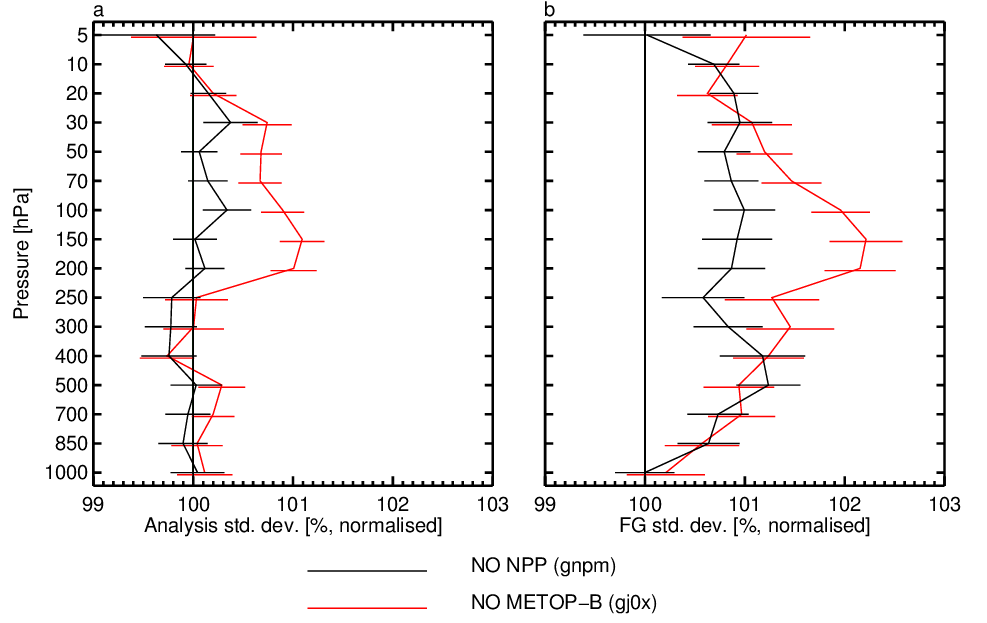 a
b
5
10
20
30
50
70
100
150
200
250
300
400
500
700
850
1000
Pressure [hPa]
99 100 101 102 103
99 100 101 102 103
Analysis std. dev. [%, normalised]
FG std. dev. [%, normalised]
NO NPP (gnpm)
NO METOP−B (gj0x)